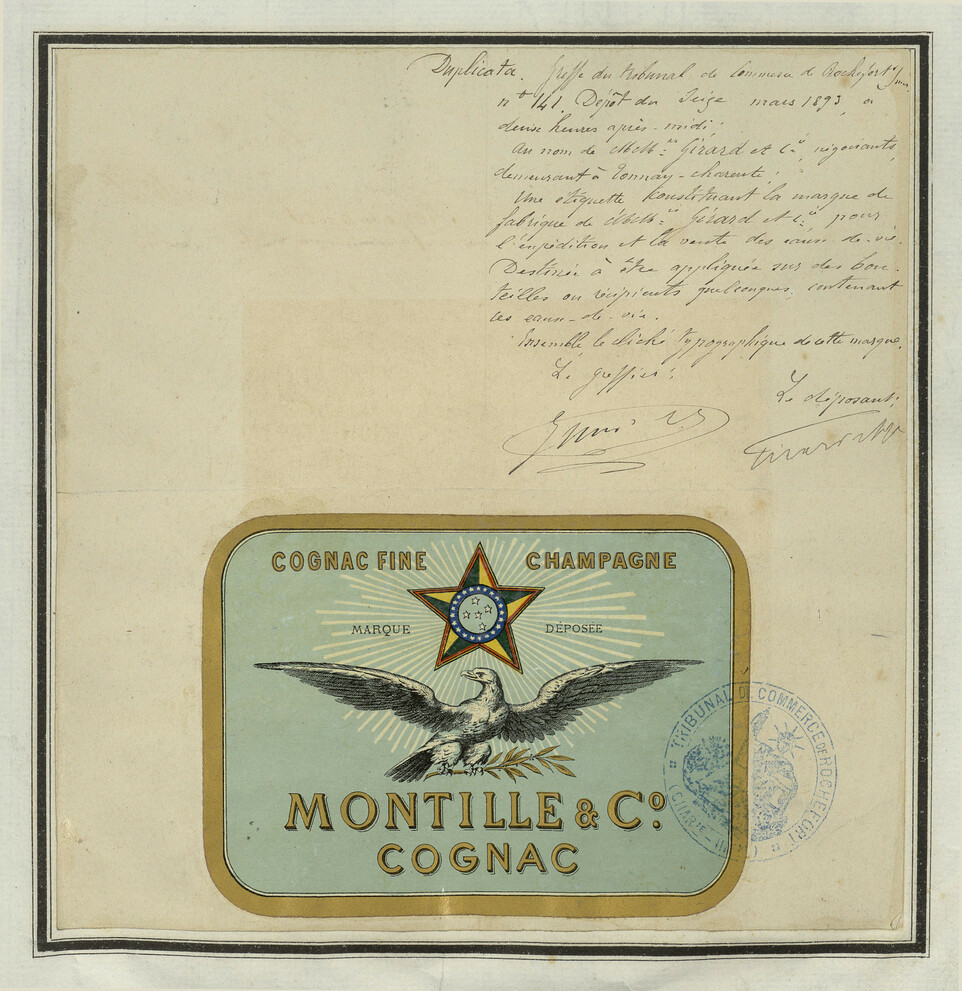 Duplicata. Greffe du tribunal de Commerce de Rochefort s/mer
n° 141. Dépôt du Seize mars 1893, à
deux heures après-midi;
Au nom de MM:rs Girard et Cie, négociants,
demeurant à Tonnay-Charente;
Une étiquette constituant la marque de
fabrique de MM:rs Girard et Cie, pour
l'expédition et la vente des eaux-de-vie.
Destinée à être appliquée sur des bou-
teilles ou récipients quelconques, contenant
ces eaux-de-vie.
Ensemble le cliché typographique de cette marque.
Le greffier:
Le déposant:
Girard
COGNAC FINE CHAMPAGNE
MARQUE DÉPOSÉE
MONTILLE & Co.
COGNAC
TRIBUNAL DE COMMERCE DE ROCHEFORT